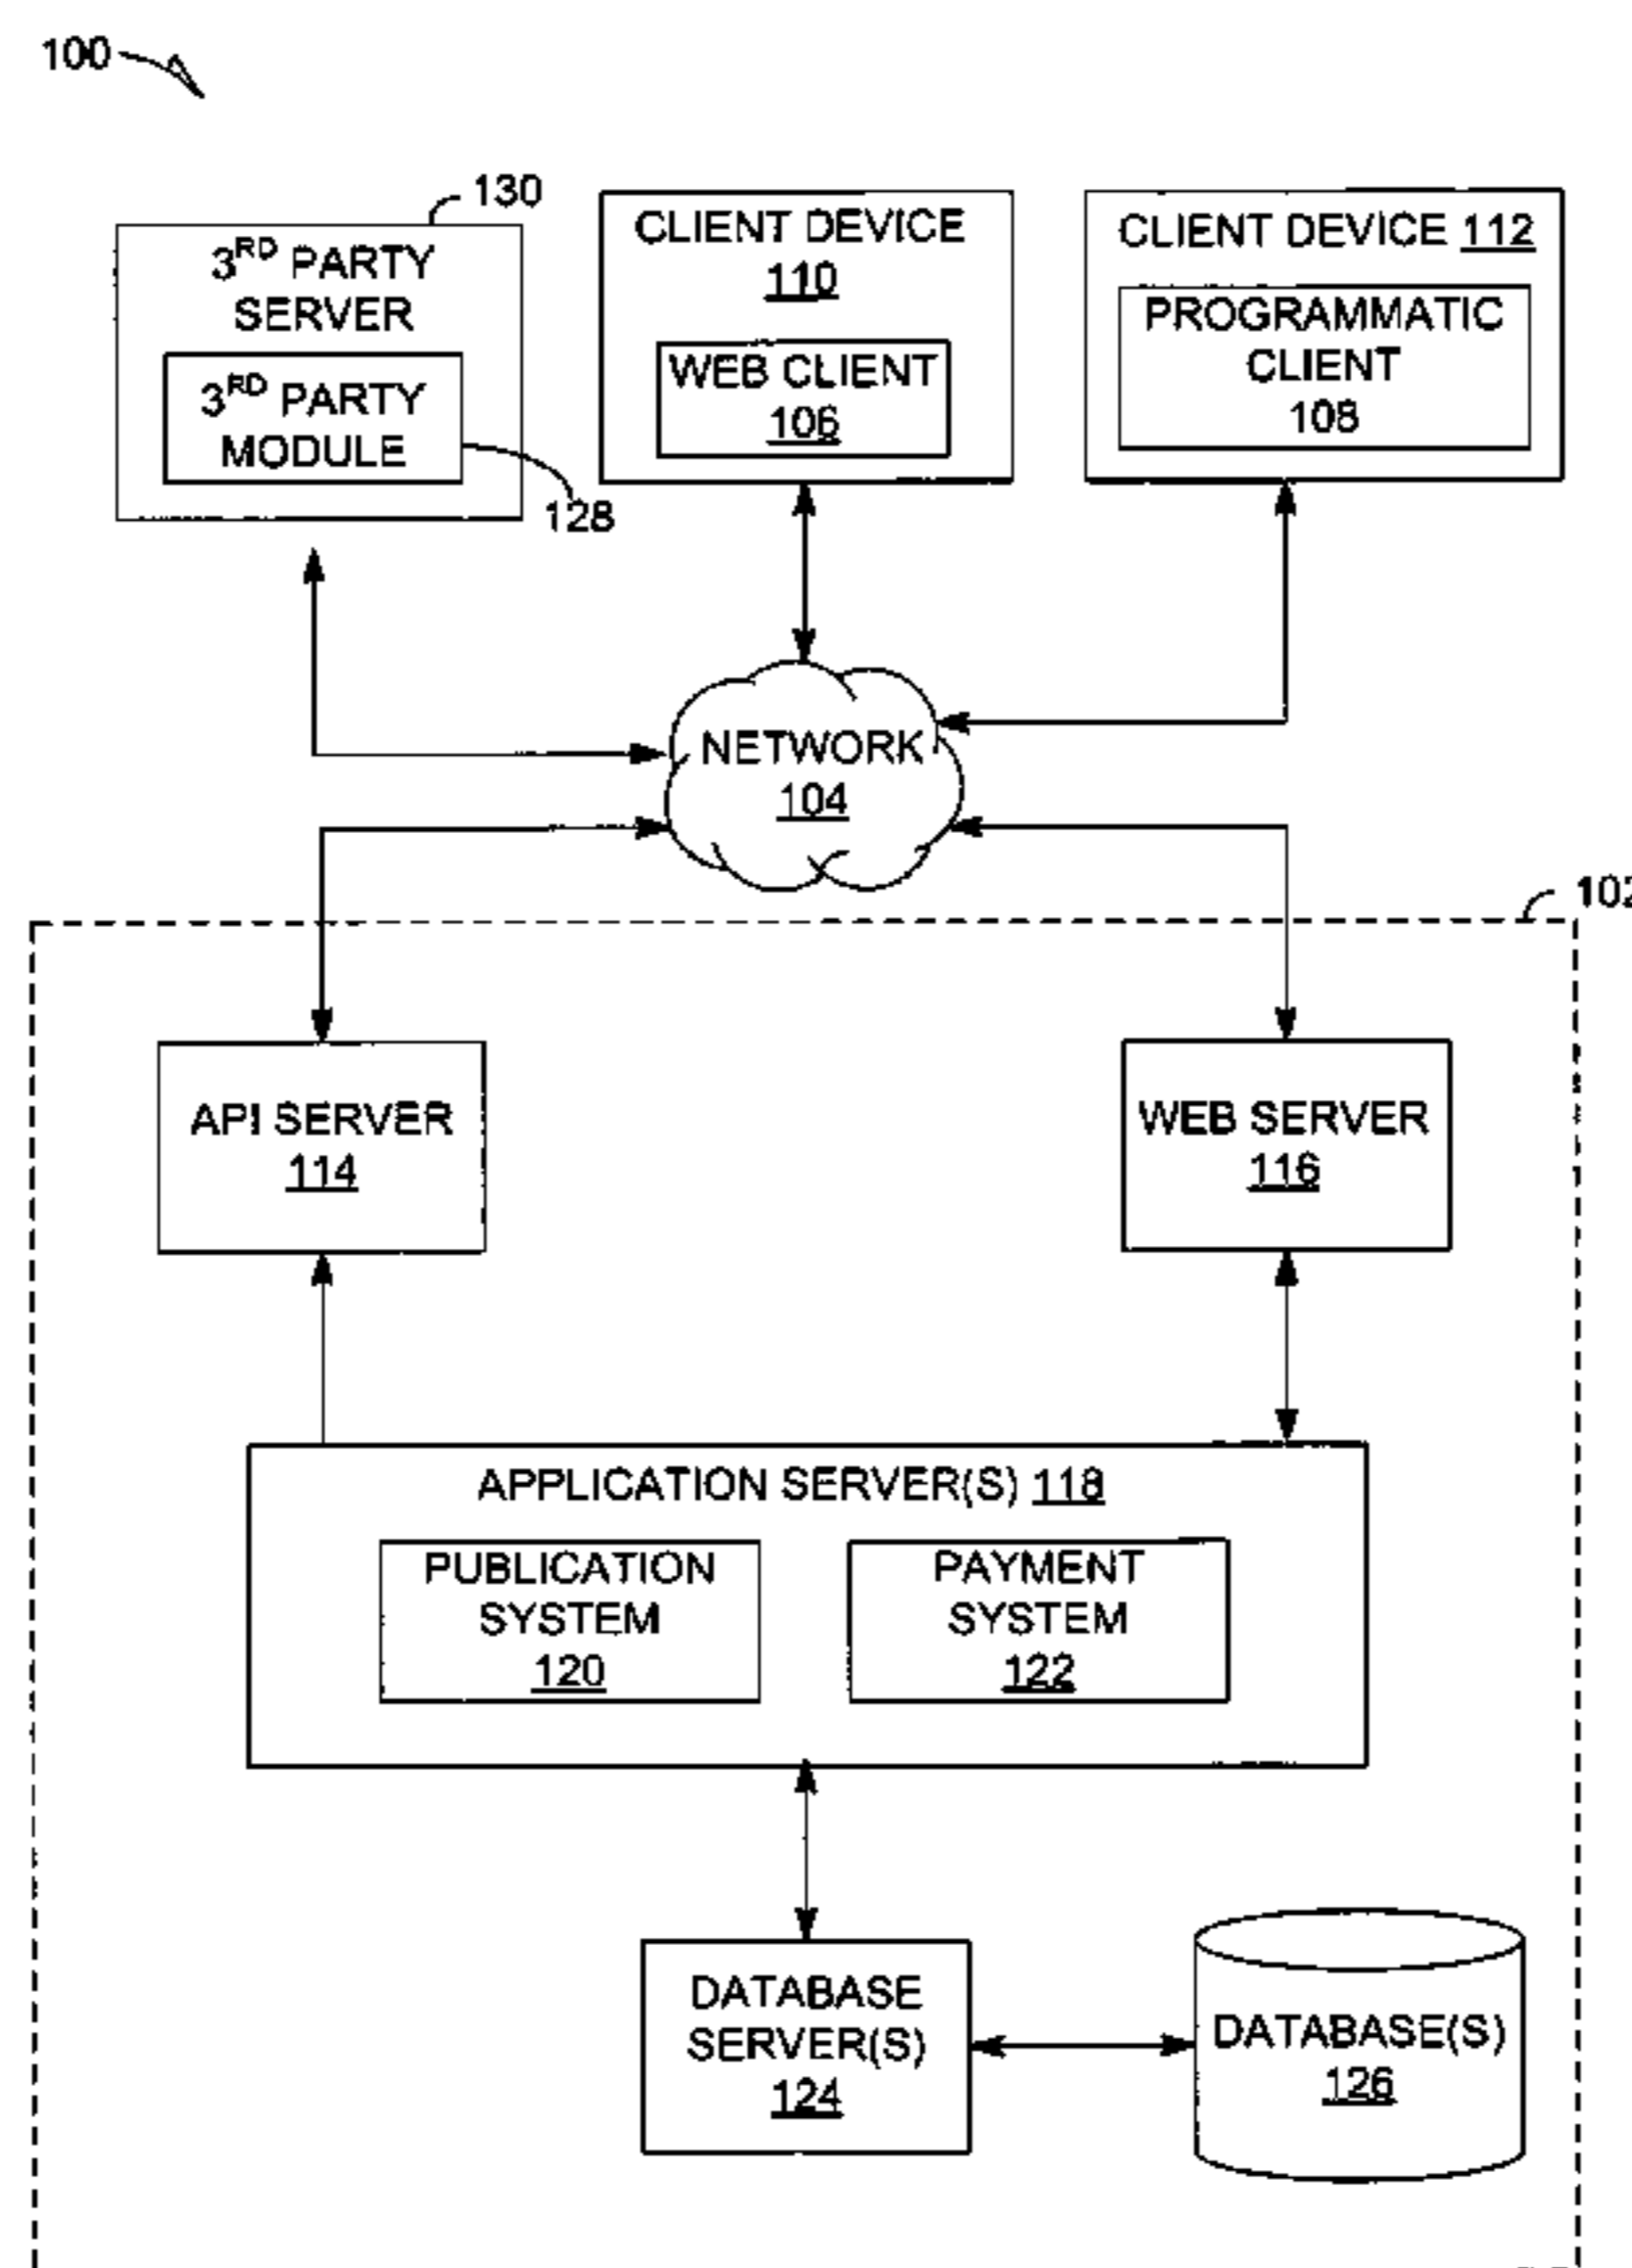 100
130
3RD PARTY
SERVER
3RD PARTY
MODULE
128
CLIENT DEVICE
110
WEB CLIENT
106
CLIENT DEVICE 112
PROGRAMMATIC
CLIENT
108
NETWORK
104
102
API SERVER
114
WEB SERVER
116
APPLICATION SERVER(S) 118
PUBLICATION
SYSTEM
120
PAYMENT
SYSTEM
122
DATABASE
SERVER(S)
124
DATABASE(S)
126